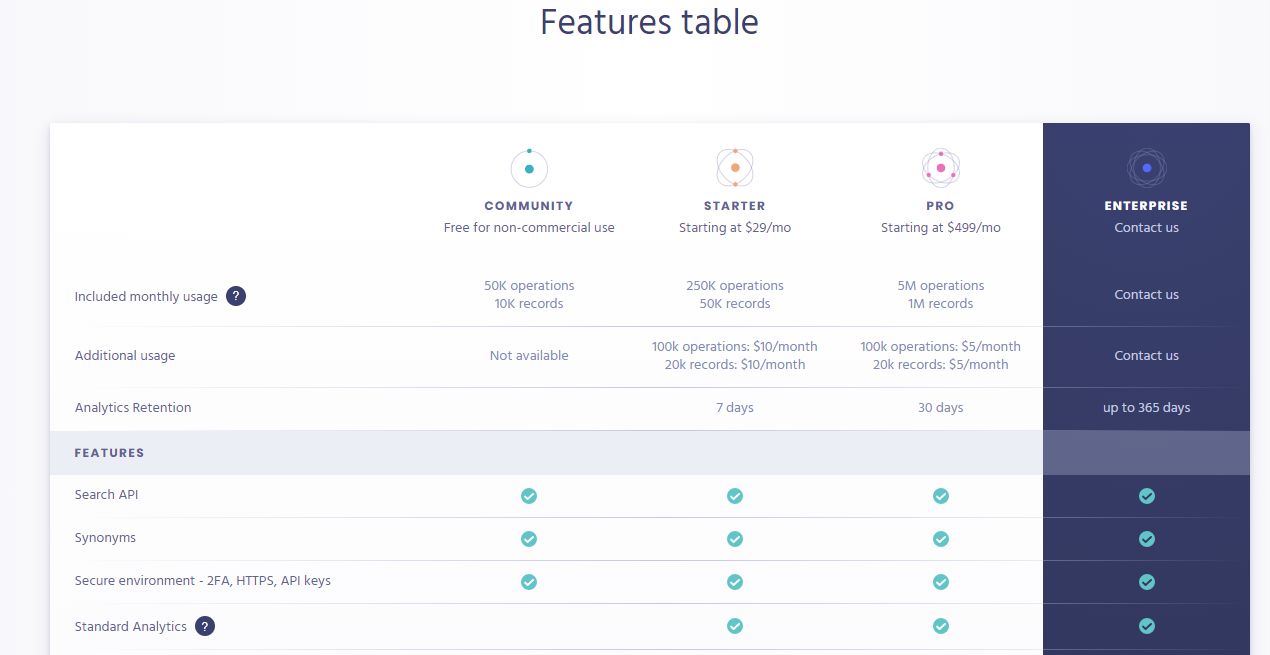 Features table
COMMUNITY
Free for non-commercial use
STARTER
Starting at $29/mo
PRO
Starting at $499/mo
ENTERPRISE
Contact us
Included monthly usage ?
50K operations
10K records
250K operations
50K records
5M operations
1M records
Contact us
Additional usage
Not available
100k operations: $10/month
20k records: $10/month
100k operations: $5/month
20k records: $5/month
Contact us
Analytics Retention
7 days
30 days
up to 365 days
FEATURES
Search API
Synonyms
Secure environment - 2FA, HTTPS, API keys
Standard Analytics ?